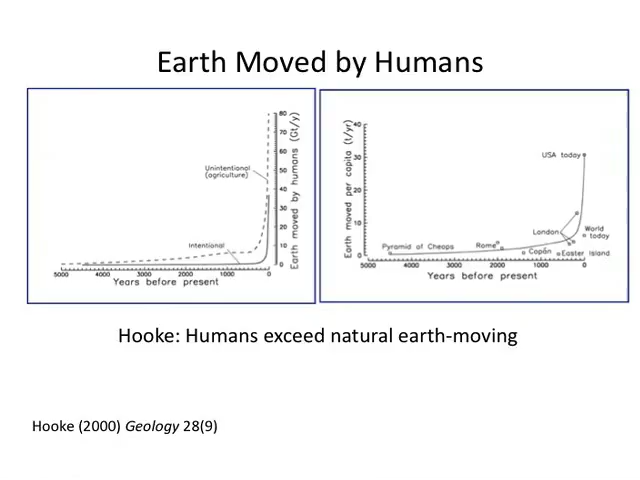 Earth Moved by Humans
80
70
60
50
40
30
20
10
0
Earth moved by humans (Gt/y)
Unintentional
(agriculture)
Intentional
5000 4000 3000 2000 1000 0
Years before present
40
30
20
10
0
Earth moved per capita (t/yr)
USA today
London
World
today
Pyramid of Cheops
Rome
Copán
Easter Island
5000 4000 3000 2000 1000 0
Years before present
Hooke: Humans exceed natural earth-moving
Hooke (2000) Geology 28(9)